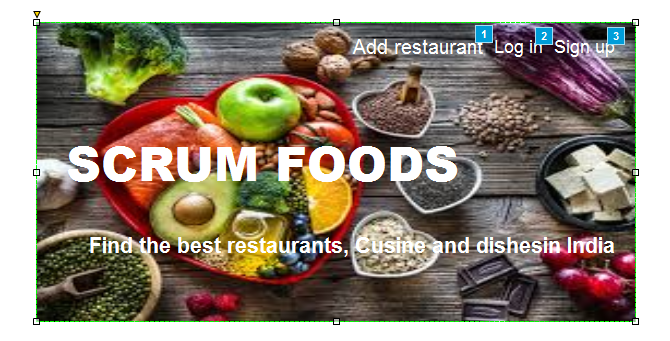 Add restaurant 1 Log in 2 Sign up 3
SCRUM FOODS
Find the best restaurants, Cusine and dishesin India